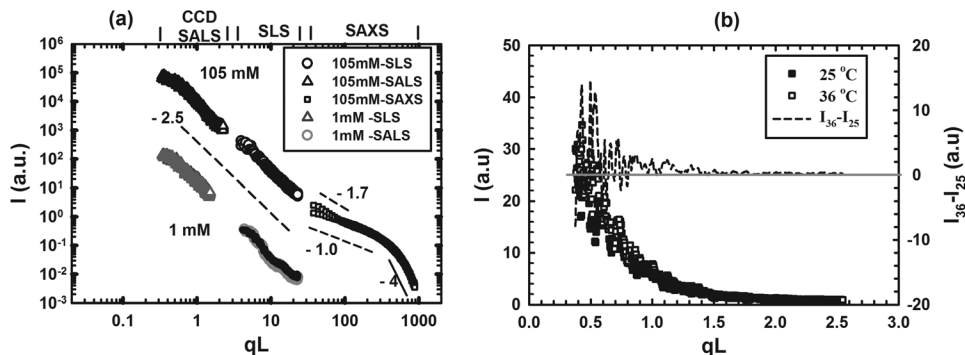 (a)
CCD
SALS
SLS
SAXS
10^6
10^5
10^4
10^3
10^2
10^1
10^0
10^-1
10^-2
10^-3
I (a.u.)
105 mM
1 mM
- 2.5
- 1.7
- 1.0
- 4
105mM-SLS
105mM-SALS
105mM-SAXS
1mM -SLS
1mM -SALS
0.1 1 10 100 1000
qL
(b)
50
40
30
20
10
0
I (a.u)
25 °C
36 °C
I36-I25
20
10
0
-10
-20
I36-I25 (a.u)
0.0 0.5 1.0 1.5 2.0 2.5 3.0
qL